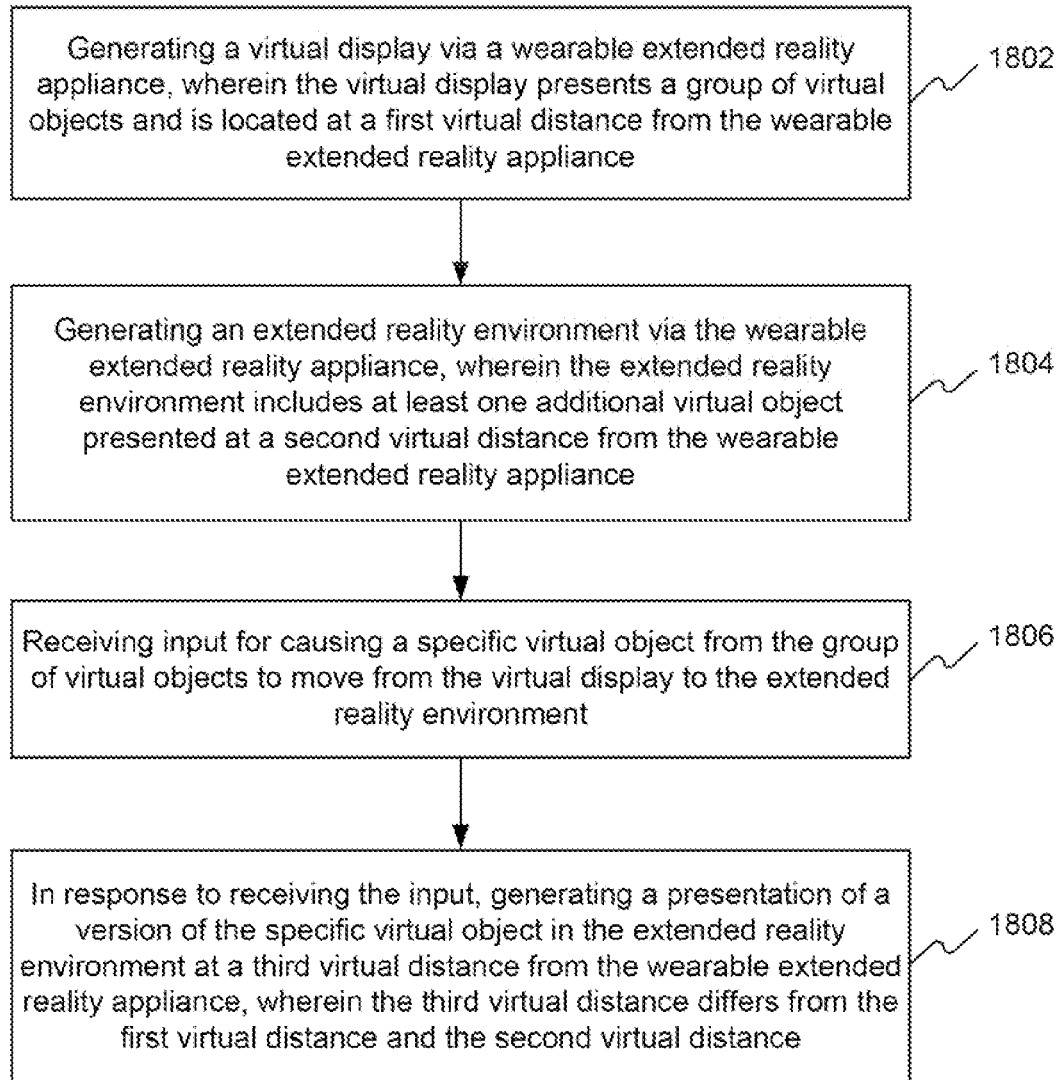 Generating a virtual display via a wearable extended reality
appliance, wherein the virtual display presents a group of virtual
objects and is located at a first virtual distance from the wearable
extended reality appliance
1802
Generating an extended reality environment via the wearable
extended reality appliance, wherein the extended reality
environment includes at least one additional virtual object
presented at a second virtual distance from the wearable
extended reality appliance
1804
Receiving input for causing a specific virtual object from the group
of virtual objects to move from the virtual display to the extended
reality environment
1806
In response to receiving the input, generating a presentation of a
version of the specific virtual object in the extended reality
environment at a third virtual distance from the wearable extended
reality appliance, wherein the third virtual distance differs from the
first virtual distance and the second virtual distance
1808